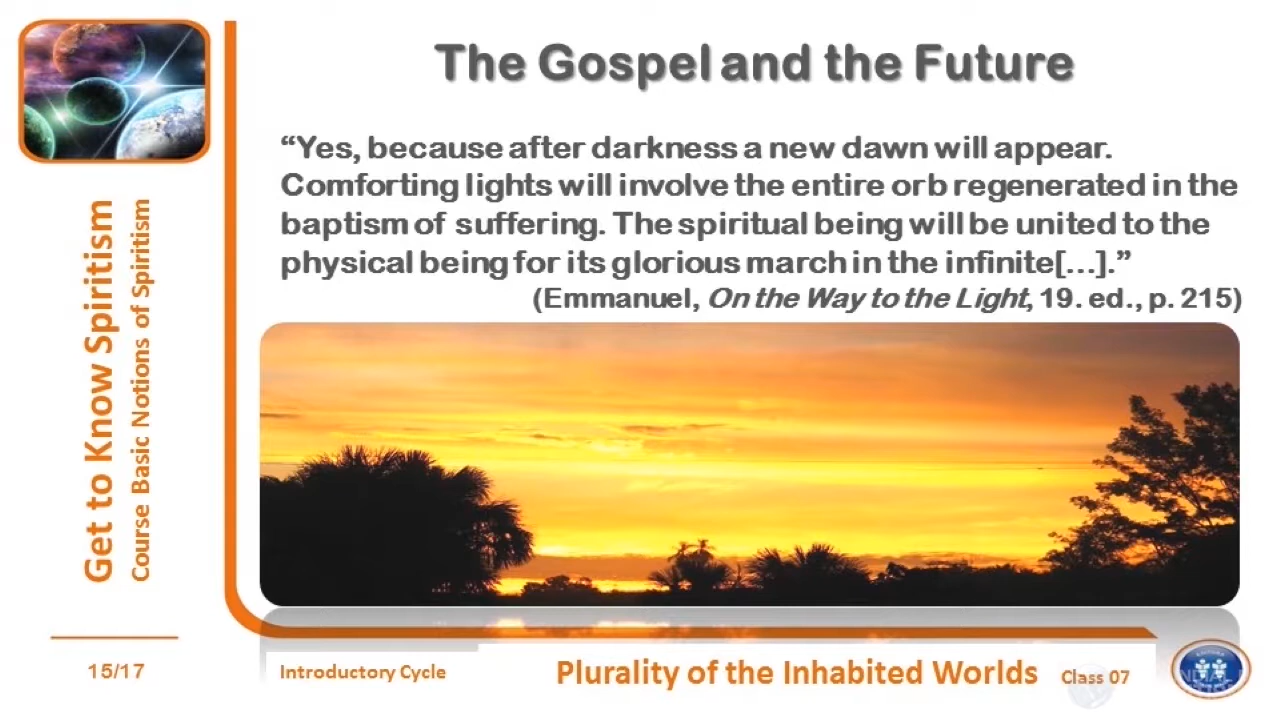 The Gospel and the Future
“Yes, because after darkness a new dawn will appear.
Comforting lights will involve the entire orb regenerated in the
baptism of suffering. The spiritual being will be united to the
physical being for its glorious march in the infinite[...].”
(Emmanuel, On the Way to the Light, 19. ed., p. 215)
Get to Know Spiritism
Course Basic Notions of Spiritism
15/17
Introductory Cycle
Plurality of the Inhabited Worlds
Class 07